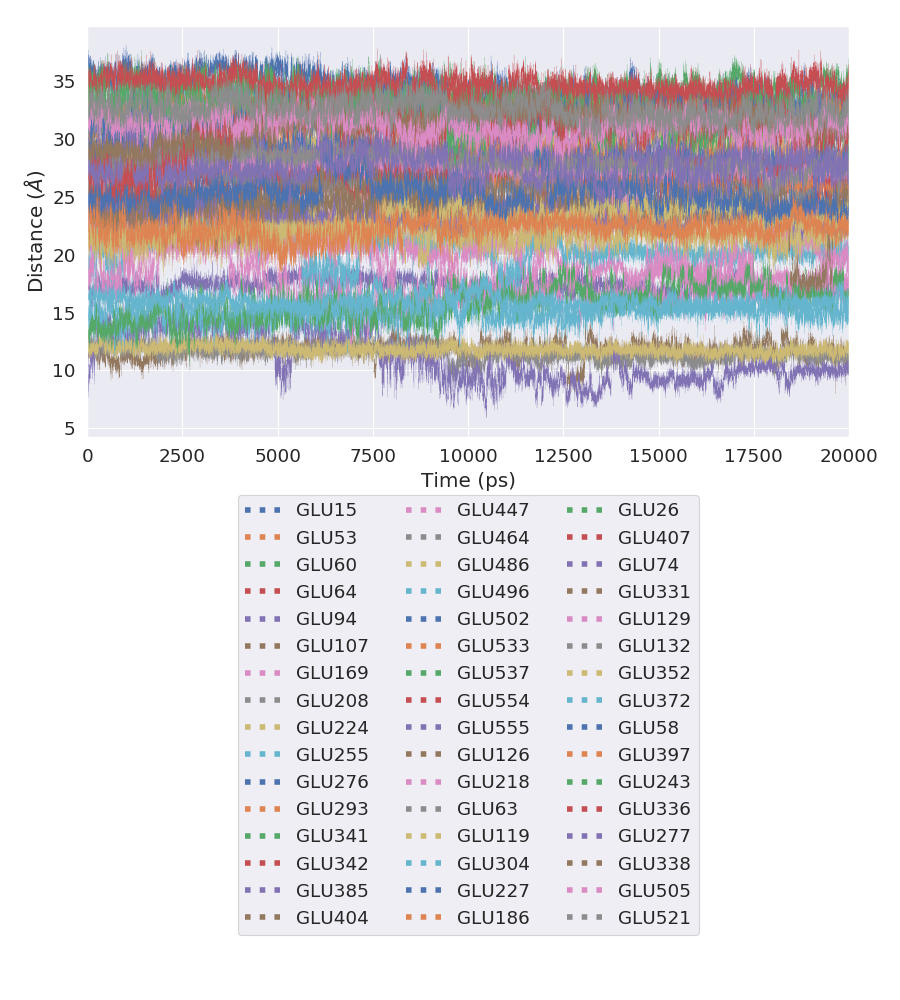 35
30
25
20
15
10
5
Distance (Å)
0 2500 5000 7500 10000 12500 15000 17500 20000
Time (ps)
GLU15 GLU447 GLU26
GLU53 GLU464 GLU407
GLU60 GLU486 GLU74
GLU64 GLU496 GLU331
GLU94 GLU502 GLU129
GLU107 GLU533 GLU132
GLU169 GLU537 GLU352
GLU208 GLU554 GLU372
GLU224 GLU555 GLU58
GLU255 GLU126 GLU397
GLU276 GLU218 GLU243
GLU293 GLU63 GLU336
GLU341 GLU119 GLU277
GLU342 GLU304 GLU338
GLU385 GLU227 GLU505
GLU404 GLU186 GLU521